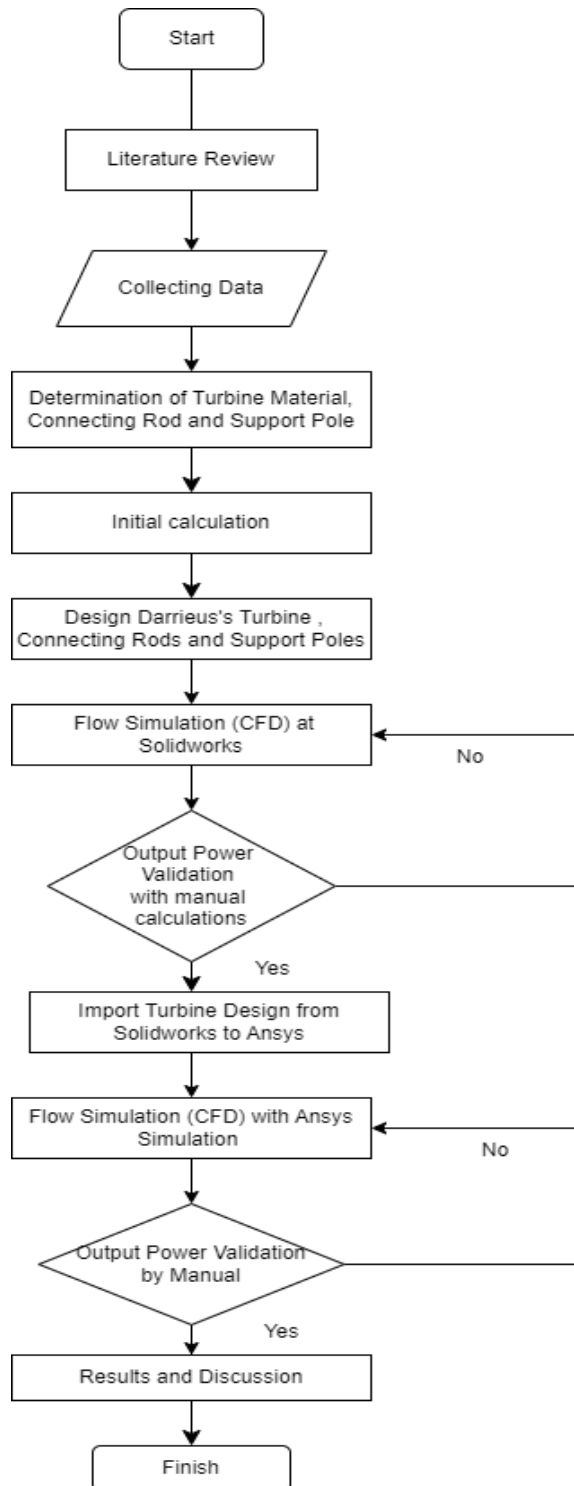 Start
Literature Review
Collecting Data
Determination of Turbine Material,
Connecting Rod and Support Pole
Initial calculation
Design Darrieus's Turbine ,
Connecting Rods and Support Poles
Flow Simulation (CFD) at
Solidworks
No
Output Power
Validation
with manual
calculations
Yes
Import Turbine Design from
Solidworks to Ansys
Flow Simulation (CFD) with Ansys
Simulation
No
Output Power Validation
by Manual
Yes
Results and Discussion
Finish